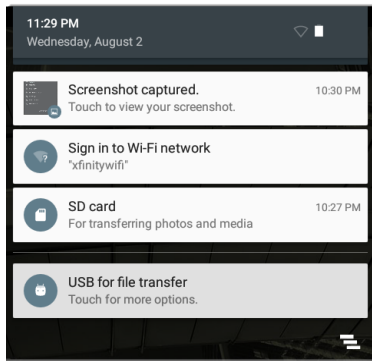 11:29 PM
Wednesday, August 2
Screenshot captured.
10:30 PM
Touch to view your screenshot.
Sign in to Wi-Fi network
"xfinitywifi"
SD card
10:27 PM
For transferring photos and media
USB for file transfer
Touch for more options.